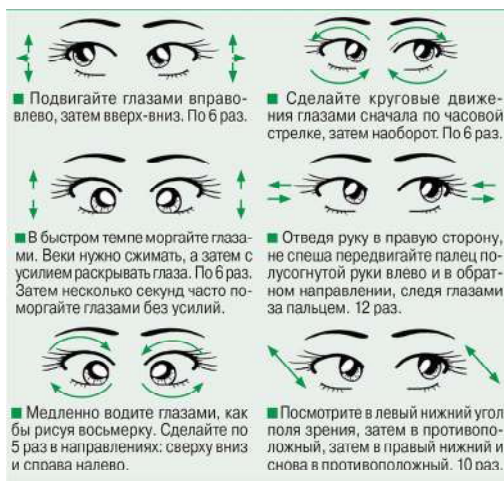 ■ Подвигайте глазами вправо-
влево, затем вверх-вниз. По 6 раз.
■ Сделайте круговые движе-
ния глазами сначала по часовой
стрелке, затем наоборот. По 6 раз.
■ В быстром темпе моргайте глаза-
ми. Веки нужно сжимать, а затем с
усилием раскрывать глаза. По 6 раз.
Затем несколько секунд часто по-
моргайте глазами без усилий.
■ Отведя руку в правую сторону,
не спеша передвигайте палец по-
лусогнутой руки влево и в обрат-
ном направлении, следя глазами
за пальцем. 12 раз.
■ Медленно водите глазами, как
бы рисуя восьмерку. Сделайте по
5 раз в направлениях: сверху вниз
и справа налево.
■ Посмотрите в левый нижний угол
поля зрения, затем в противопо-
ложный, затем в правый нижний и
снова в противоположный. 10 раз.